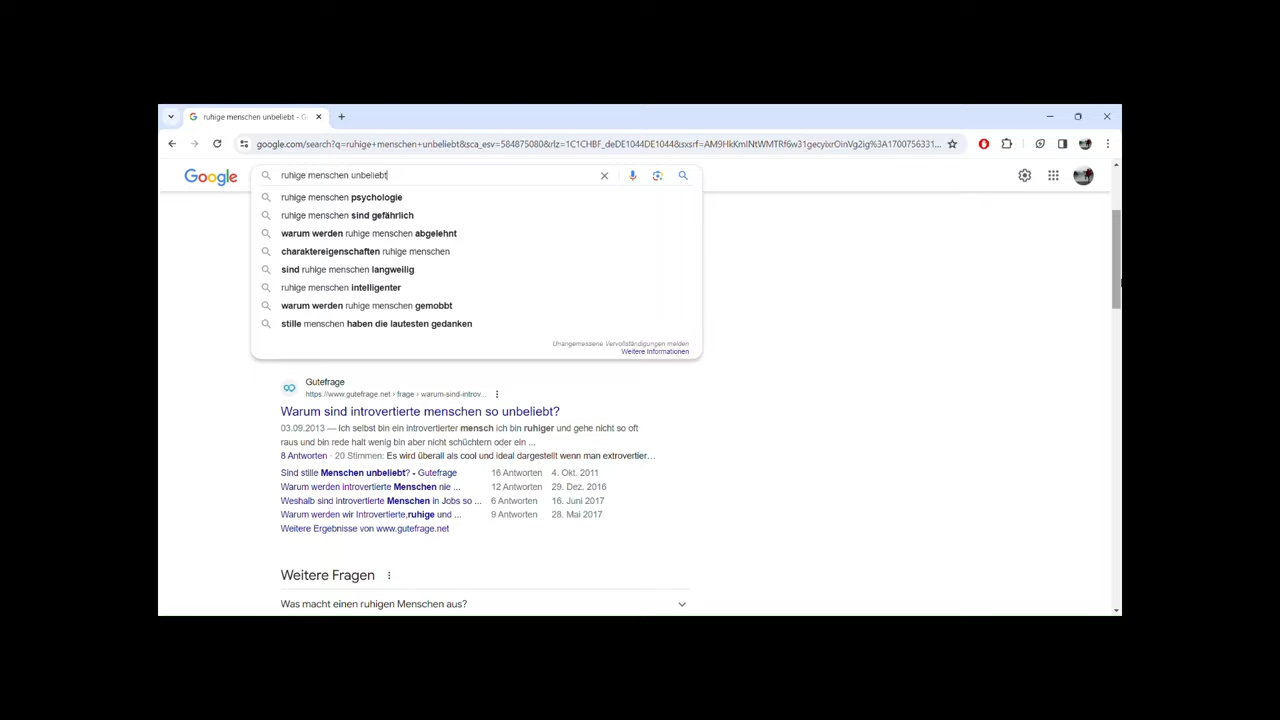 ruhige menschen unbeliebt - G
google.com/search?q=ruhige+menschen+unbeliebt&sca_esv=584875080&rlz=1C1CHBF_deDE1044DE1044&sxsrf=AM9HkKmINtWMTRf6w31gecyixrOinVg2ig%3A1700756331...
Google
ruhige menschen unbeliebt
ruhige menschen psychologie
ruhige menschen sind gefährlich
warum werden ruhige menschen abgelehnt
charaktereigenschaften ruhige menschen
sind ruhige menschen langweilig
ruhige menschen intelligenter
warum werden ruhige menschen gemobbt
stille menschen haben die lautesten gedanken
Unangemessene Vervollständigungen melden
Weitere Informationen
Gutefrage
https://www.gutefrage.net › frage › warum-sind-introv...
Warum sind introvertierte menschen so unbeliebt?
03.09.2013 — Ich selbst bin ein introvertierter mensch ich bin ruhiger und gehe nicht so oft
raus und bin rede halt wenig bin aber nicht schüchtern oder ein ...
8 Antworten · 20 Stimmen: Es wird überall als cool und ideal dargestellt wenn man extrovertier...
Sind stille Menschen unbeliebt? - Gutefrage 16 Antworten 4. Okt. 2011
Warum werden introvertierte Menschen nie ... 12 Antworten 29. Dez. 2016
Weshalb sind introvertierte Menschen in Jobs so ... 6 Antworten 16. Juni 2017
Warum werden wir Introvertierte,ruhige und ... 9 Antworten 28. Mai 2017
Weitere Ergebnisse von www.gutefrage.net
Weitere Fragen
Was macht einen ruhigen Menschen aus?